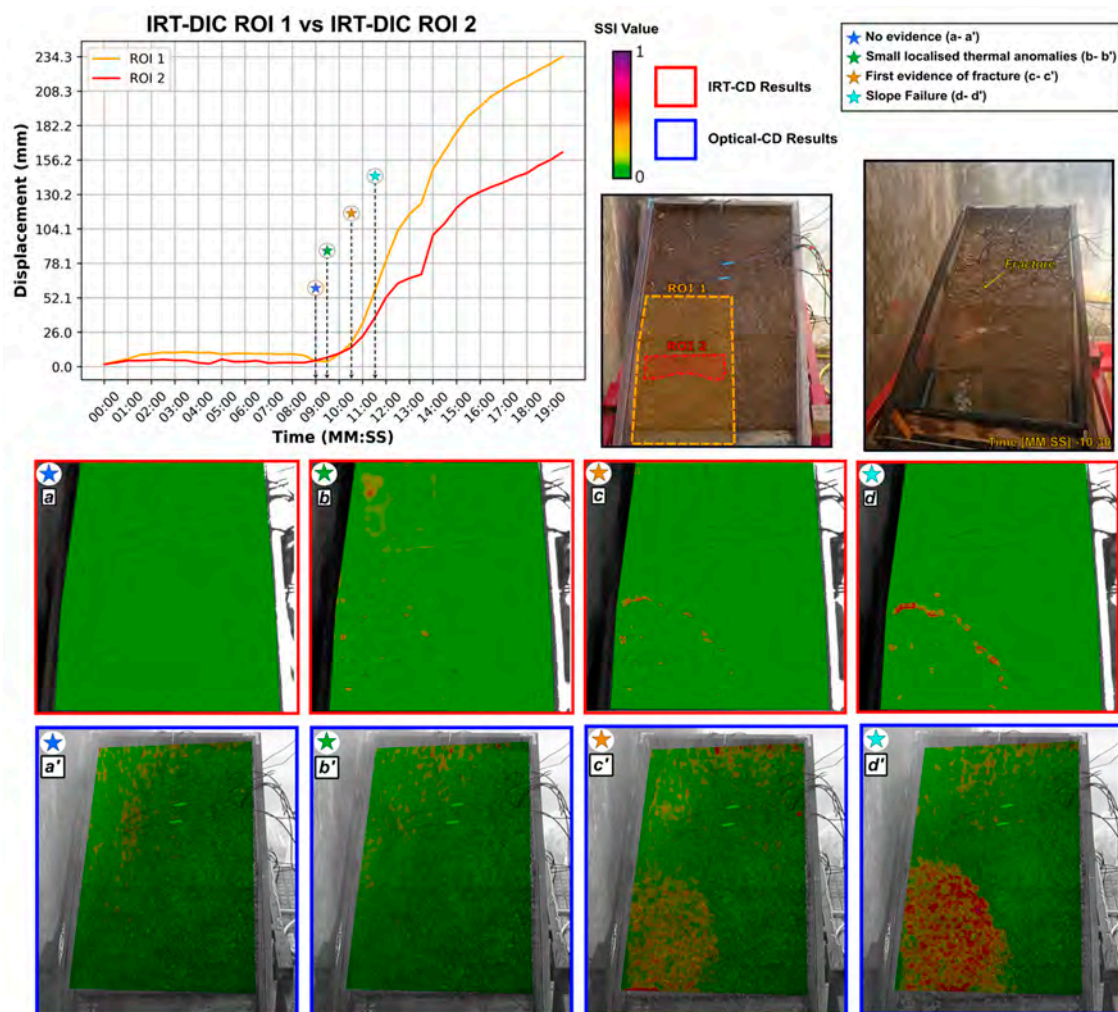 IRT-DIC ROI 1 vs IRT-DIC ROI 2
ROI 1
ROI 2
Displacement (mm)
234.3
208.3
182.2
156.2
130.2
104.1
78.1
52.1
26.0
0.0
00:00
01:00
02:00
03:00
04:00
05:00
06:00
07:00
08:00
09:00
10:00
11:00
12:00
13:00
14:00
15:00
16:00
17:00
18:00
19:00
Time (MM:SS)
SSI Value
1
0
IRT-CD Results
Optical-CD Results
No evidence (a- a')
Small localised thermal anomalies (b- b')
First evidence of fracture (c- c')
Slope Failure (d- d')
ROI 1
ROI 2
Fracture
Time [MM:SS] -10:30
a
b
c
d
a'
b'
c'
d'